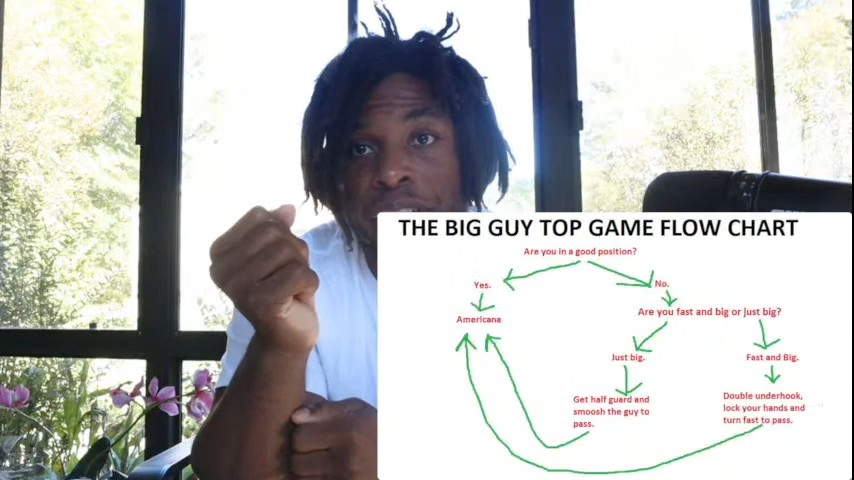 THE BIG GUY TOP GAME FLOW CHART
Are you in a good position?
Yes.
No.
Americana
Are you fast and big or just big?
Just big.
Fast and Big.
Get half guard and
smoosh the guy to
pass.
Double underhook,
lock your hands and
turn fast to pass.